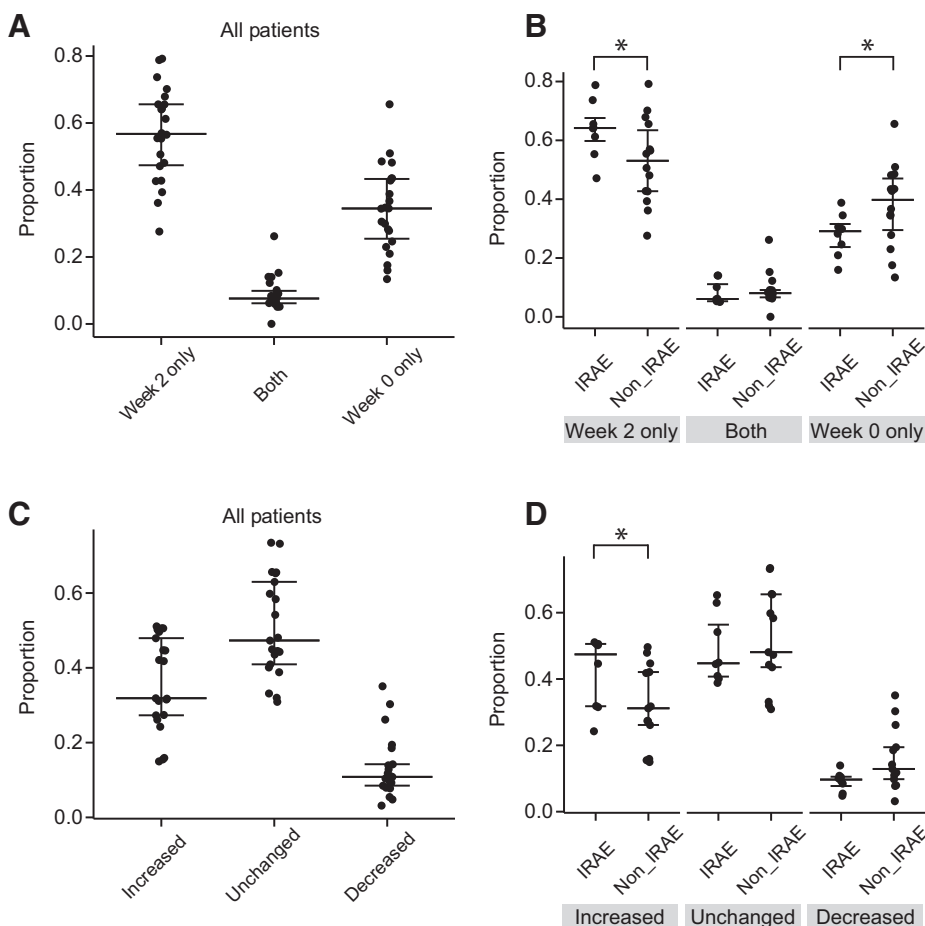 A
All patients
Proportion
0.8
0.6
0.4
0.2
0.0
Week 2 only
Both
Week 0 only
B
*
*
Proportion
0.8
0.6
0.4
0.2
0.0
IRAE
Non_IRAE
IRAE
Non_IRAE
IRAE
Non_IRAE
Week 2 only
Both
Week 0 only
C
All patients
Proportion
0.6
0.4
0.2
0.0
Increased
Unchanged
Decreased
D
*
Proportion
0.6
0.4
0.2
0.0
IRAE
Non_IRAE
IRAE
Non_IRAE
IRAE
Non_IRAE
Increased
Unchanged
Decreased